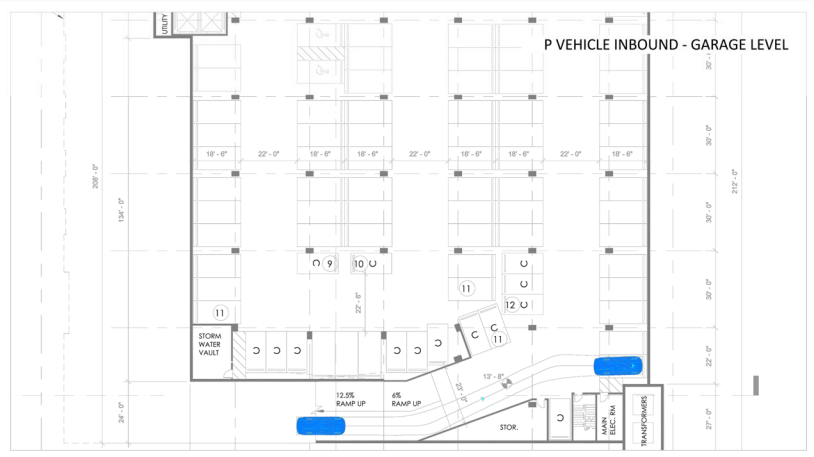 UTILITY
P VEHICLE INBOUND - GARAGE LEVEL
30' -
30' - 0"
18' - 6"
22' - 0"
18' - 6"
18' - 6"
22' - 0"
18' - 6"
18' - 6"
22' - 0"
18' - 6"
208' - 0"
212' - 0"
134' - 0"
30' - 0"
C
9
10
C
C
C
11
30' - 0"
22' - 6"
12
C
11
STORM
WATER
VAULT
C
C
C
C
C
C
C
C
11
22' - 0"
13' - 8"
23' - 0"
12.5%
RAMP UP
6%
RAMP UP
24' - 0"
STOR.
C
MAIN
ELEC. RM
TRANSFORMERS
27' - 0"